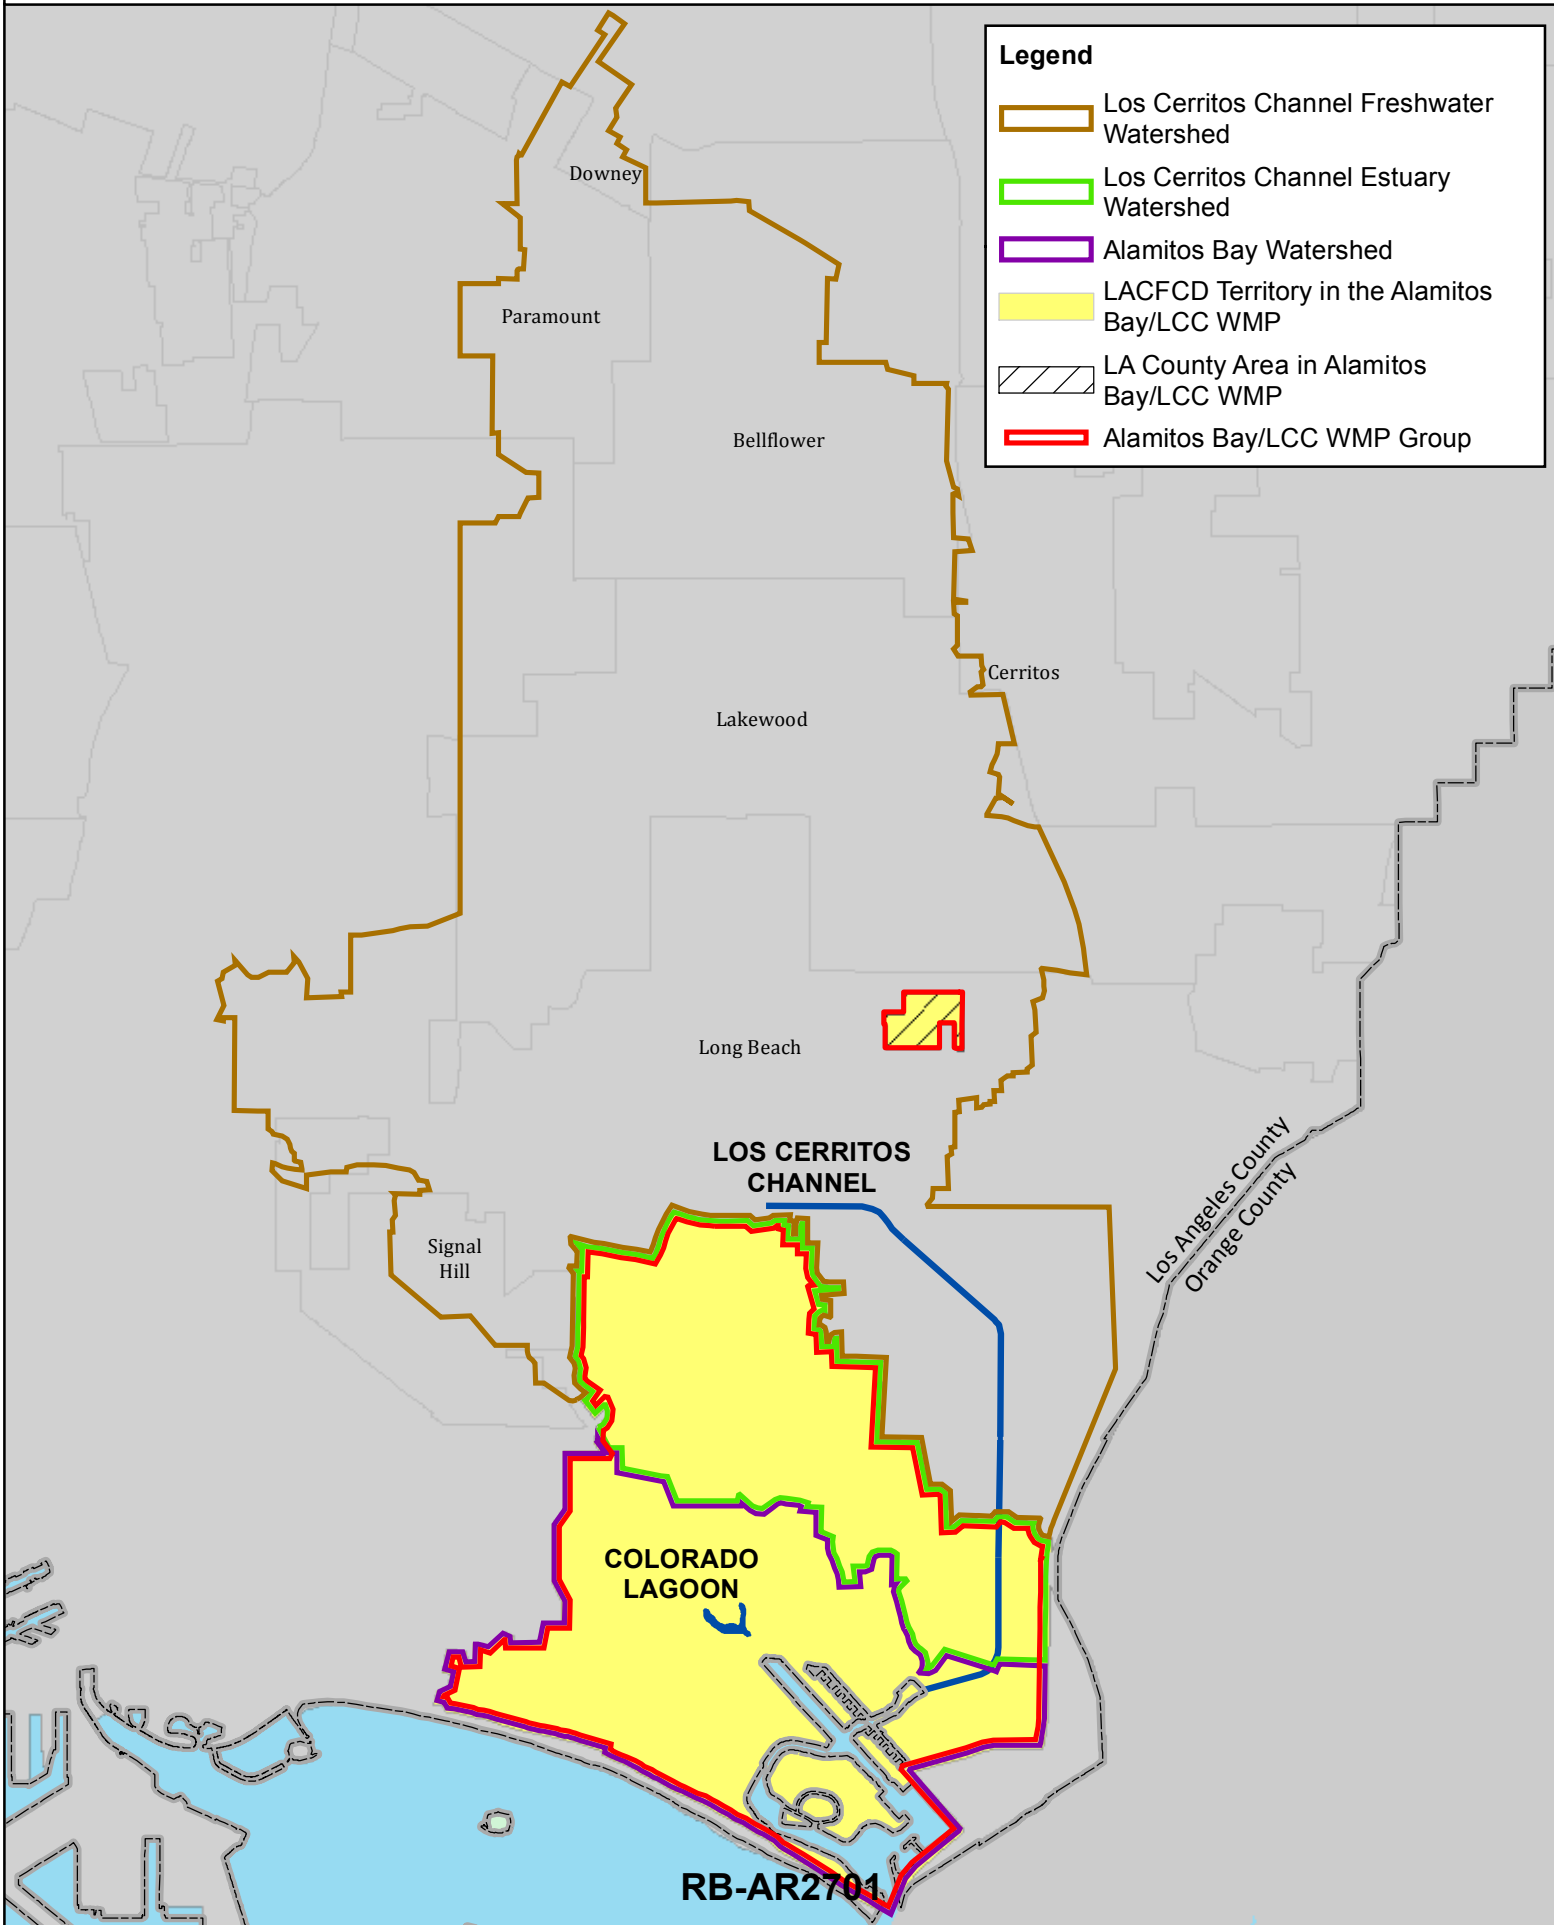 Legend
Los Cerritos Channel Freshwater
Watershed
Los Cerritos Channel Estuary
Watershed
Alamitos Bay Watershed
LACFCD Territory in the Alamitos
Bay/LCC WMP
LA County Area in Alamitos
Bay/LCC WMP
Alamitos Bay/LCC WMP Group
Downey
Paramount
Bellflower
Cerritos
Lakewood
Long Beach
LOS CERRITOS
CHANNEL
Los Angeles County
Orange County
Signal
Hill
COLORADO
LAGOON
RB-AR2701